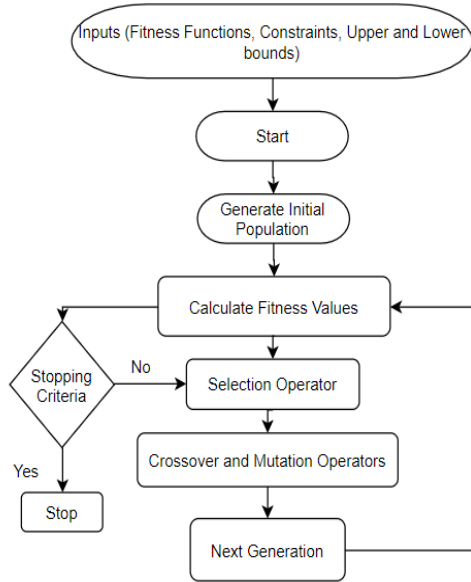 Inputs (Fitness Functions, Constraints, Upper and Lower
bounds)
Start
Generate Initial
Population
Calculate Fitness Values
Stopping
Criteria
No
Selection Operator
Crossover and Mutation Operators
Yes
Stop
Next Generation